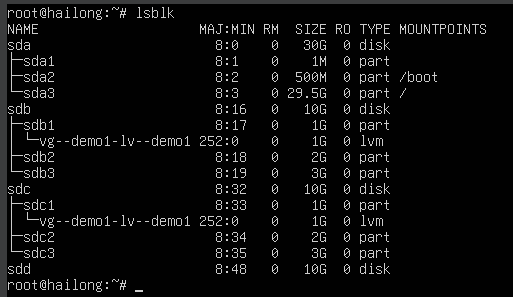 root@hailong:~# lsblk
NAME                      MAJ:MIN RM  SIZE RO TYPE MOUNTPOINTS
sda                         8:0    0   30G  0 disk
├─sda1                      8:1    0    1M  0 part
├─sda2                      8:2    0  500M  0 part /boot
└─sda3                      8:3    0 29.5G  0 part /
sdb                         8:16   0   10G  0 disk
├─sdb1                      8:17   0    1G  0 part
│ └─vg--demo1-lv--demo1 252:0    0    1G  0 lvm
├─sdb2                      8:18   0    2G  0 part
└─sdb3                      8:19   0    3G  0 part
sdc                         8:32   0   10G  0 disk
├─sdc1                      8:33   0    1G  0 part
│ └─vg--demo1-lv--demo1 252:0    0    1G  0 lvm
├─sdc2                      8:34   0    2G  0 part
└─sdc3                      8:35   0    3G  0 part
sdd                         8:48   0   10G  0 disk
root@hailong:~# _